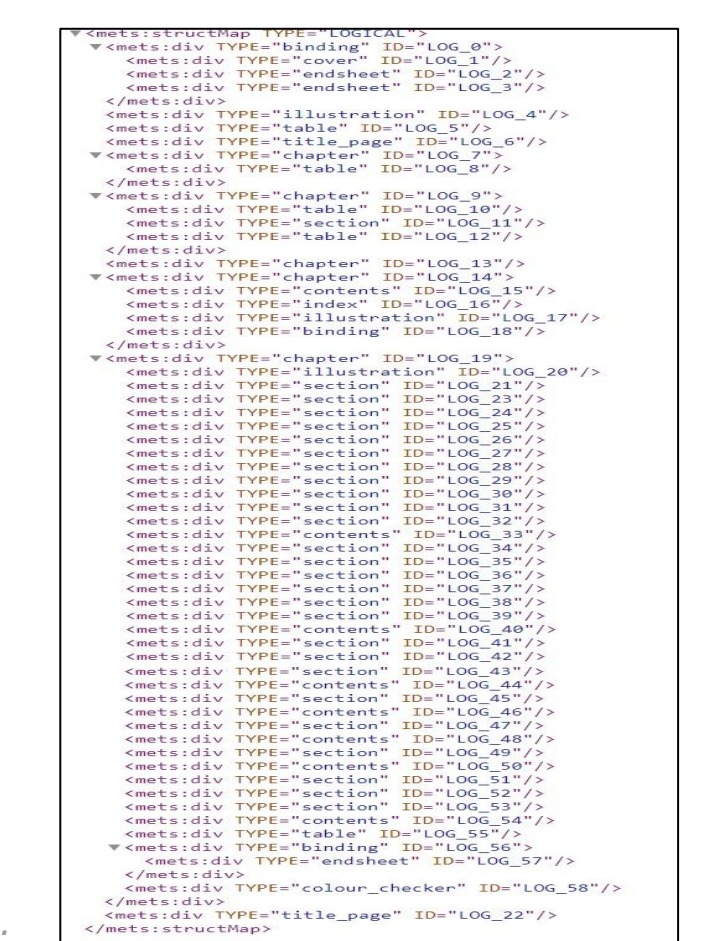 ▼<mets:structMap TYPE="LOGICAL">
▼<mets:div TYPE="binding" ID="LOG_0">
<mets:div TYPE="cover" ID="LOG_1"/>
<mets:div TYPE="endsheet" ID="LOG_2"/>
<mets:div TYPE="endsheet" ID="LOG_3"/>
</mets:div>
<mets:div TYPE="illustration" ID="LOG_4"/>
<mets:div TYPE="table" ID="LOG_5"/>
<mets:div TYPE="title_page" ID="LOG_6"/>
▼<mets:div TYPE="chapter" ID="LOG_7">
<mets:div TYPE="table" ID="LOG_8"/>
</mets:div>
▼<mets:div TYPE="chapter" ID="LOG_9">
<mets:div TYPE="table" ID="LOG_10"/>
<mets:div TYPE="section" ID="LOG_11"/>
<mets:div TYPE="table" ID="LOG_12"/>
</mets:div>
<mets:div TYPE="chapter" ID="LOG_13"/>
▼<mets:div TYPE="chapter" ID="LOG_14">
<mets:div TYPE="contents" ID="LOG_15"/>
<mets:div TYPE="index" ID="LOG_16"/>
<mets:div TYPE="illustration" ID="LOG_17"/>
<mets:div TYPE="binding" ID="LOG_18"/>
</mets:div>
▼<mets:div TYPE="chapter" ID="LOG_19">
<mets:div TYPE="illustration" ID="LOG_20"/>
<mets:div TYPE="section" ID="LOG_21"/>
<mets:div TYPE="section" ID="LOG_23"/>
<mets:div TYPE="section" ID="LOG_24"/>
<mets:div TYPE="section" ID="LOG_25"/>
<mets:div TYPE="section" ID="LOG_26"/>
<mets:div TYPE="section" ID="LOG_27"/>
<mets:div TYPE="section" ID="LOG_28"/>
<mets:div TYPE="section" ID="LOG_29"/>
<mets:div TYPE="section" ID="LOG_30"/>
<mets:div TYPE="section" ID="LOG_31"/>
<mets:div TYPE="section" ID="LOG_32"/>
<mets:div TYPE="contents" ID="LOG_33"/>
<mets:div TYPE="section" ID="LOG_34"/>
<mets:div TYPE="section" ID="LOG_35"/>
<mets:div TYPE="section" ID="LOG_36"/>
<mets:div TYPE="section" ID="LOG_37"/>
<mets:div TYPE="section" ID="LOG_38"/>
<mets:div TYPE="section" ID="LOG_39"/>
<mets:div TYPE="contents" ID="LOG_40"/>
<mets:div TYPE="section" ID="LOG_41"/>
<mets:div TYPE="section" ID="LOG_42"/>
<mets:div TYPE="section" ID="LOG_43"/>
<mets:div TYPE="contents" ID="LOG_44"/>
<mets:div TYPE="section" ID="LOG_45"/>
<mets:div TYPE="contents" ID="LOG_46"/>
<mets:div TYPE="section" ID="LOG_47"/>
<mets:div TYPE="contents" ID="LOG_48"/>
<mets:div TYPE="section" ID="LOG_49"/>
<mets:div TYPE="contents" ID="LOG_50"/>
<mets:div TYPE="section" ID="LOG_51"/>
<mets:div TYPE="section" ID="LOG_52"/>
<mets:div TYPE="section" ID="LOG_53"/>
<mets:div TYPE="contents" ID="LOG_54"/>
<mets:div TYPE="table" ID="LOG_55"/>
▼<mets:div TYPE="binding" ID="LOG_56">
<mets:div TYPE="endsheet" ID="LOG_57"/>
</mets:div>
<mets:div TYPE="colour_checker" ID="LOG_58"/>
</mets:div>
<mets:div TYPE="title_page" ID="LOG_22"/>
</mets:structMap>